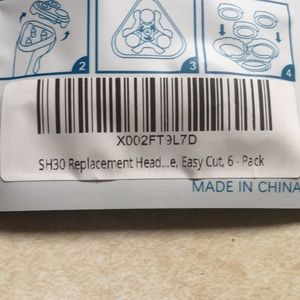 2
3
4
X002FT9L7D
SH30 Replacement Head...e, Easy Cut, 6 - Pack
MADE IN CHINA